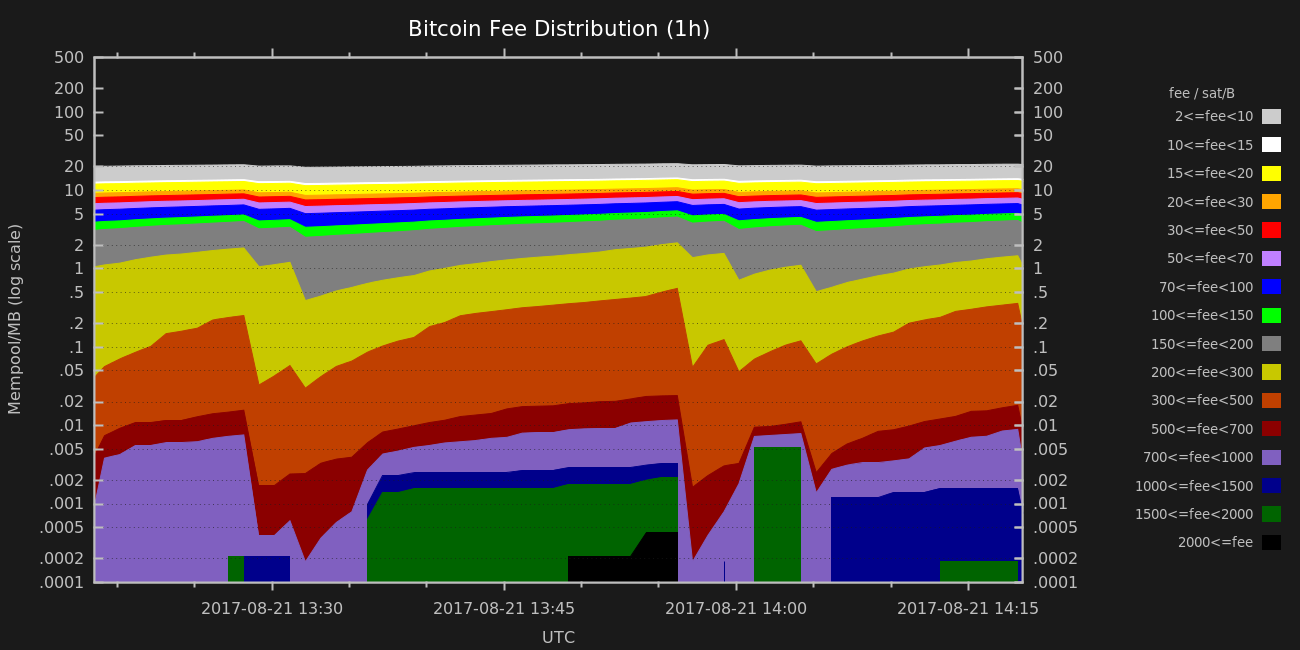 Bitcoin Fee Distribution (1h)
500
200
100
50
20
10
5
2
1
.5
.2
.1
.05
.02
.01
.005
.002
.001
.0005
.0002
.0001
Mempool/MB (log scale)
500
200
100
50
20
10
5
2
1
.5
.2
.1
.05
.02
.01
.005
.002
.001
.0005
.0002
.0001
2017-08-21 13:30 2017-08-21 13:45 2017-08-21 14:00 2017-08-21 14:15
UTC
fee / sat/B
2<=fee<10
10<=fee<15
15<=fee<20
20<=fee<30
30<=fee<50
50<=fee<70
70<=fee<100
100<=fee<150
150<=fee<200
200<=fee<300
300<=fee<500
500<=fee<700
700<=fee<1000
1000<=fee<1500
1500<=fee<2000
2000<=fee